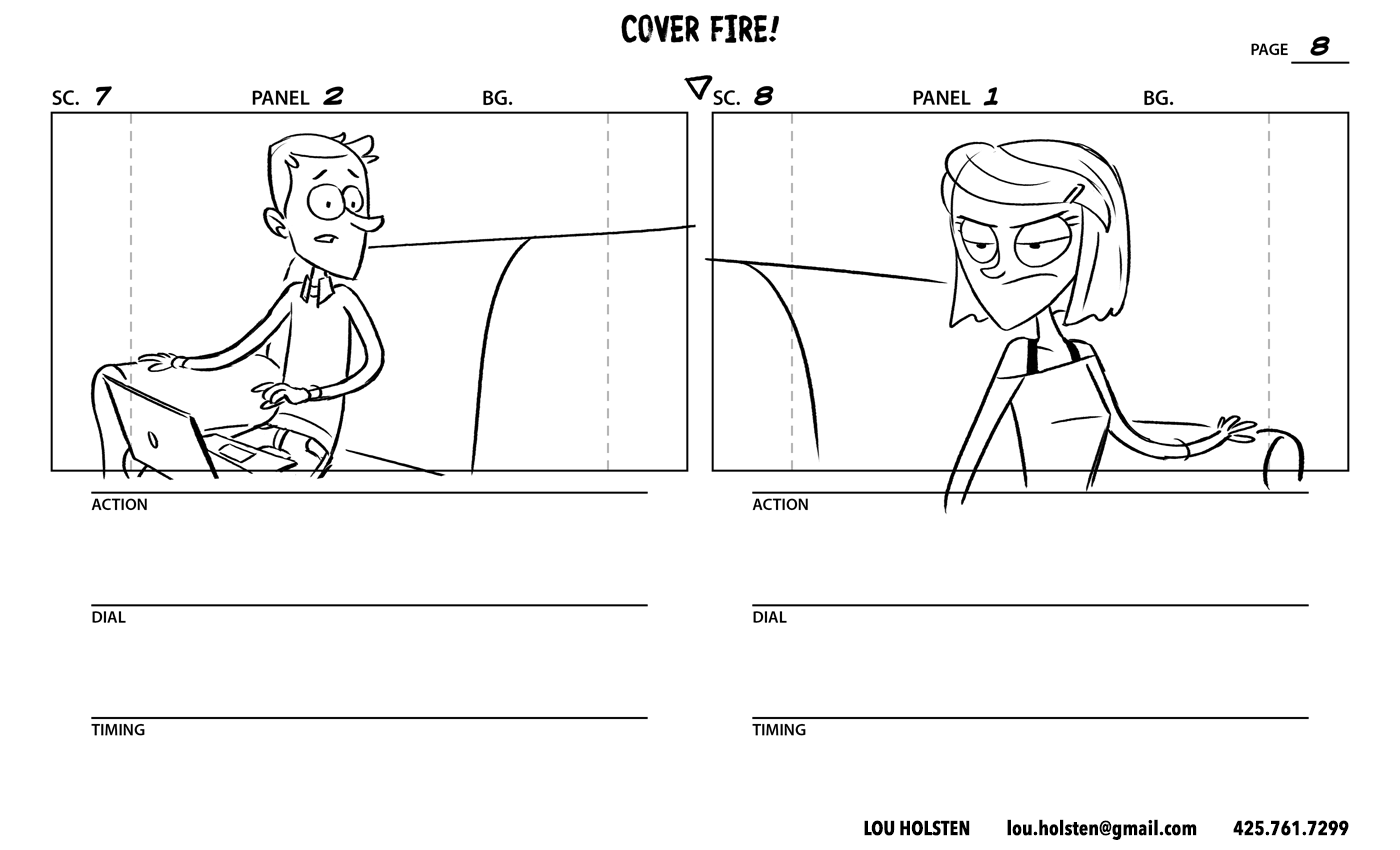 COVER FIRE!
PAGE 8
SC. 7 PANEL 2 BG.
SC. 8 PANEL 1 BG.
ACTION
ACTION
DIAL
DIAL
TIMING
TIMING
LOU HOLSTEN lou.holsten@gmail.com 425.761.7299